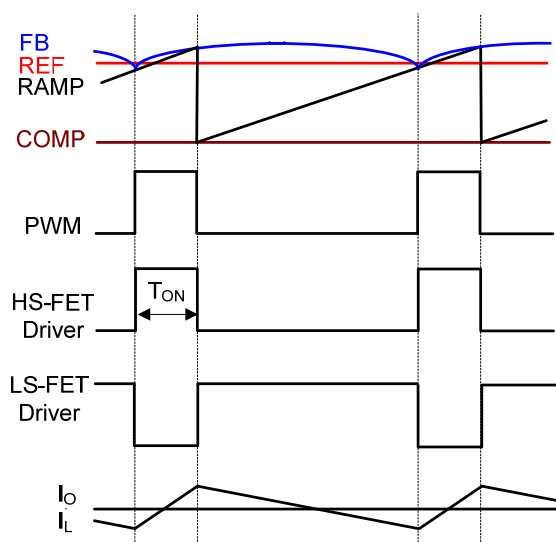 FB
REF
RAMP
COMP
PWM
TON
HS-FET
Driver
LS-FET
Driver
IO
IL